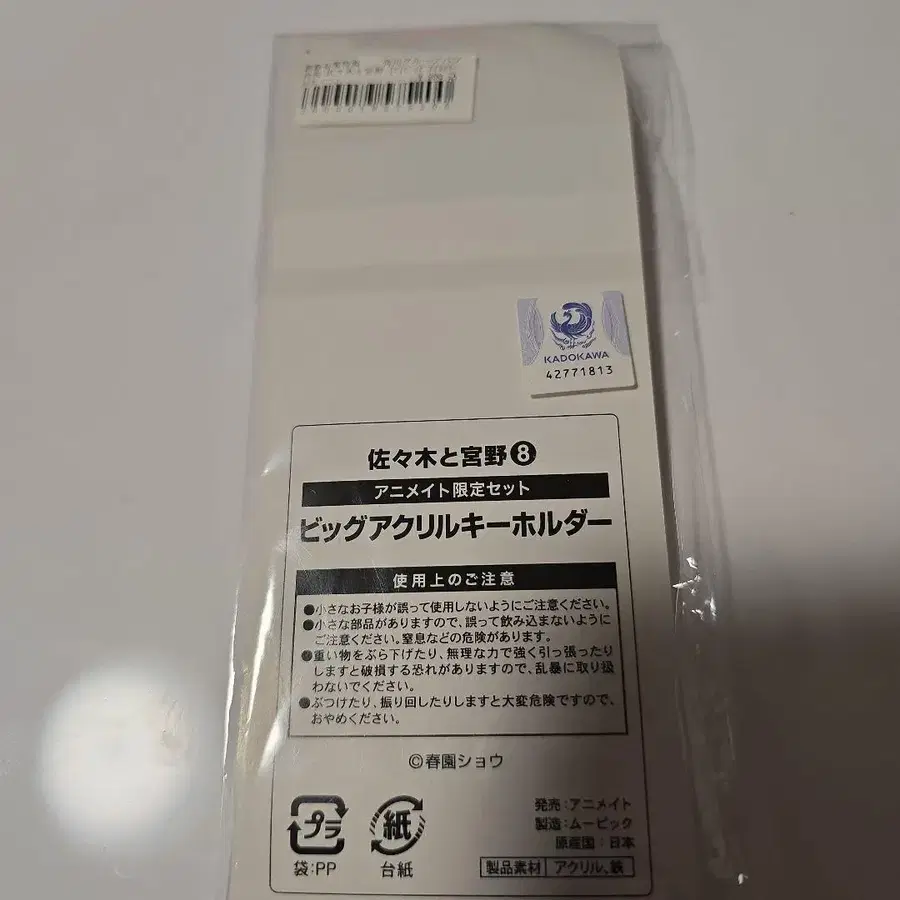 KADOKAWA
42771813
佐々木と宮野❽
アニメイト限定セット
ビッグアクリルキーホルダー
使用上のご注意
●小さなお子様が誤って使用しないようにご注意ください。
●小さな部品がありますので、誤って飲み込まないように
ご注意ください。窒息などの危険があります。
●重い物をぶら下げたり、無理な力で強く引っ張ったり
しますと破損する恐れがありますので、乱暴に取り扱
わないでください。
●ぶつけたり、振り回したりしますと大変危険ですので、
おやめください。
©春園ショウ
プラ
袋:PP
紙
台紙
発売:アニメイト
製造:ムービック
原産国:日本
製品素材 アクリル、鉄